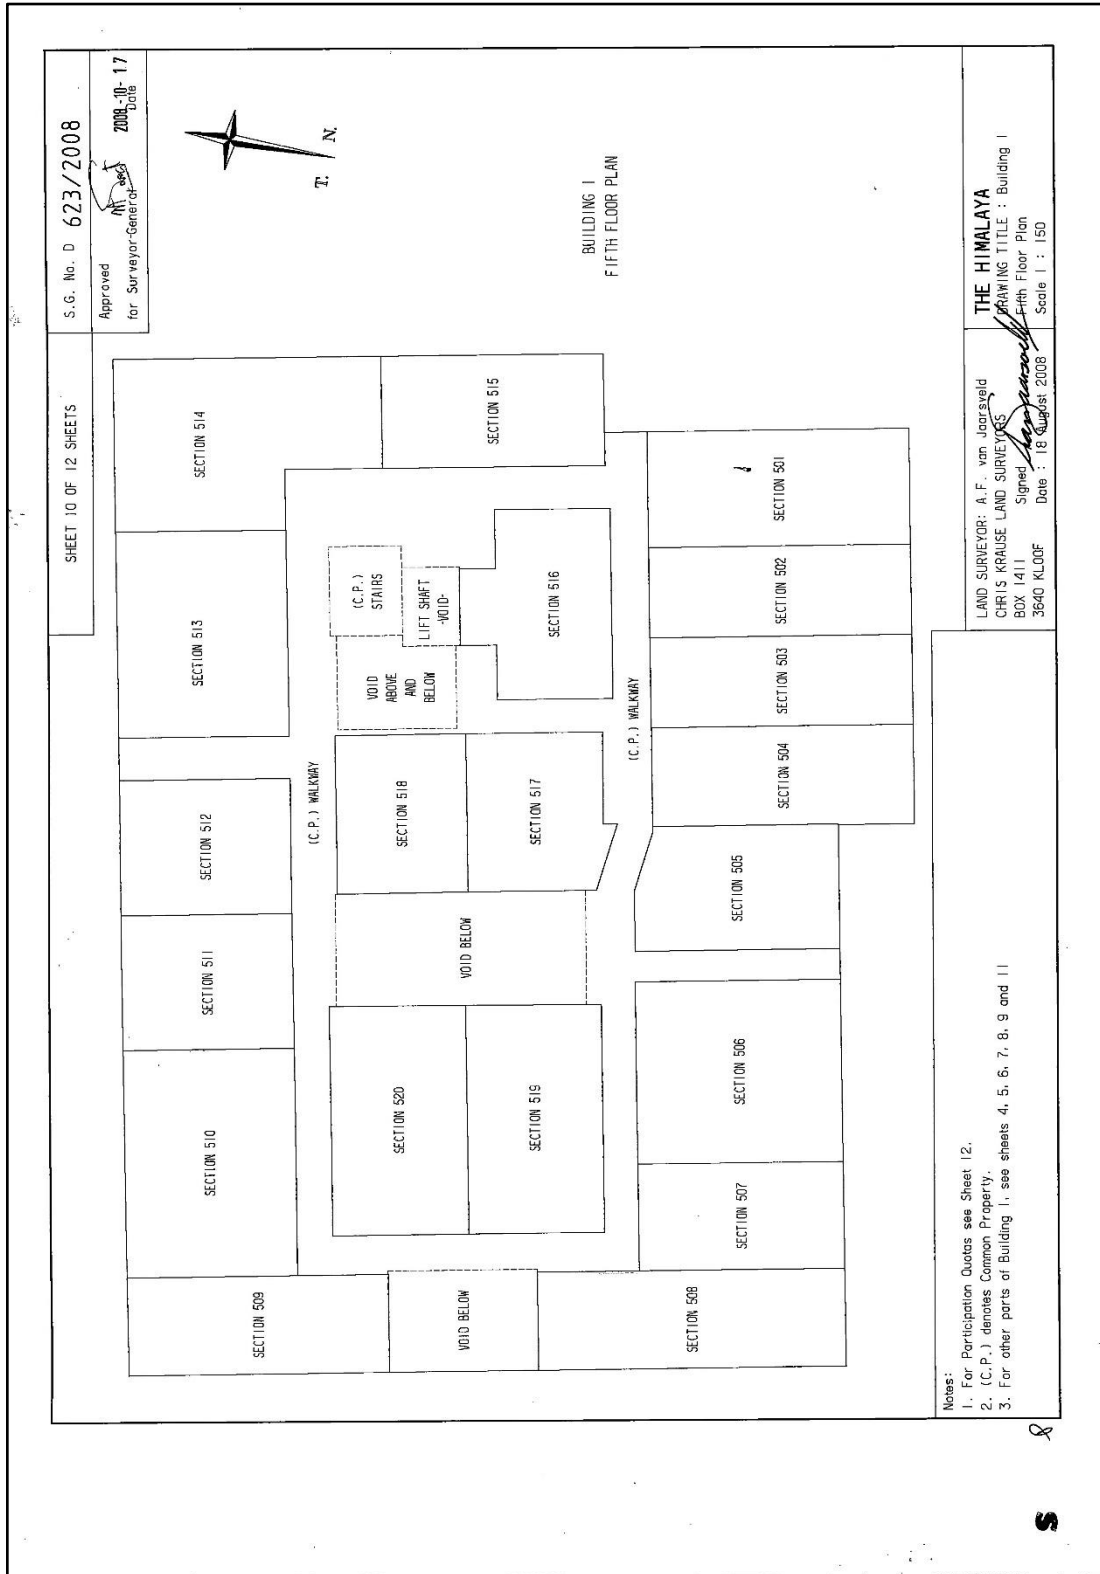 SHEET 10 OF 12 SHEETS
S.G. No. D 623/2008
Approved
for Surveyor-General
2008-10-17
Date
T. N.
BUILDING 1
FIFTH FLOOR PLAN
SECTION 509
SECTION 510
SECTION 511
SECTION 512
SECTION 513
SECTION 514
(C.P.) WALKWAY
VOID BELOW
SECTION 520
SECTION 519
VOID BELOW
SECTION 518
SECTION 517
VOID
ABOVE
AND
BELOW
(C.P.)
STAIRS
LIFT SHAFT
-VOID-
SECTION 516
SECTION 515
(C.P.) WALKWAY
SECTION 508
SECTION 507
SECTION 506
SECTION 505
SECTION 504
SECTION 503
SECTION 502
SECTION 501
Notes:
1. For Participation Quotas see Sheet 12.
2. (C.P.) denotes Common Property.
3. For other parts of Building 1, see sheets 4, 5, 6, 7, 8, 9 and 11
LAND SURVEYOR: A.F. van Jaarsveld
CHRIS KRAUSE LAND SURVEYORS
BOX 1411
3640 KLOOF
Signed
Date : 18 August 2008
THE HIMALAYA
DRAWING TITLE : Building 1
Fifth Floor Plan
Scale 1 : 150
S